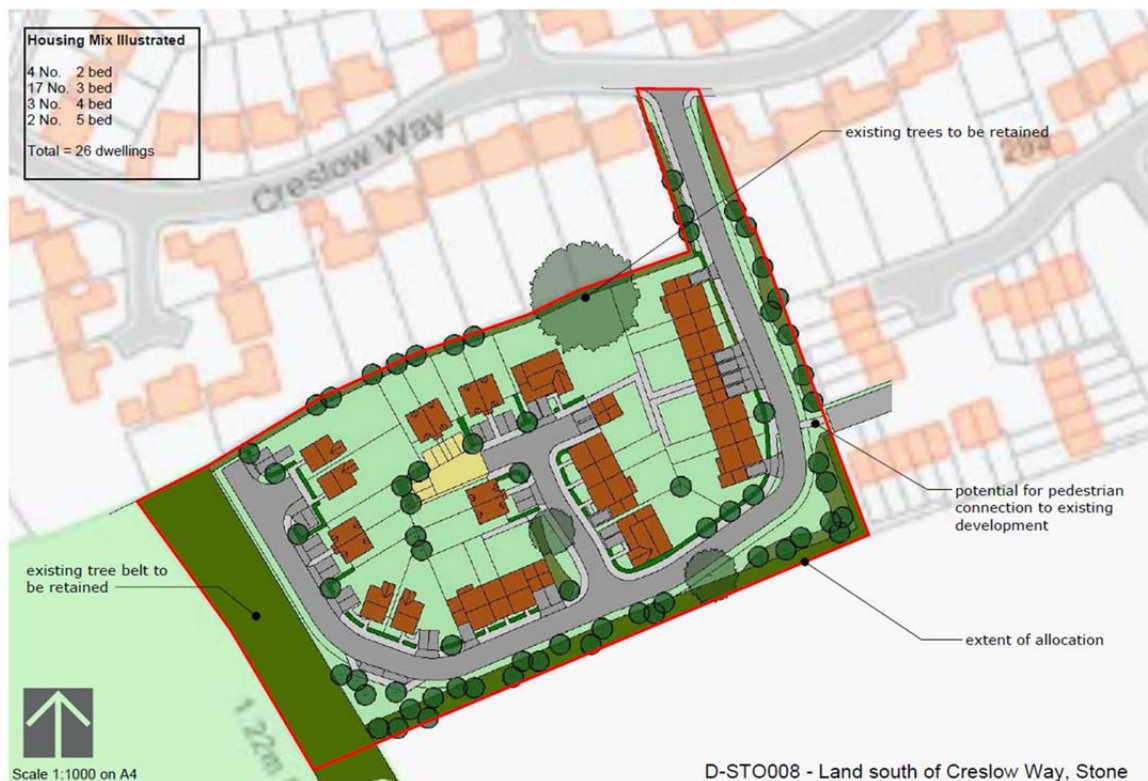 Housing Mix Illustrated
4 No. 2 bed
17 No. 3 bed
3 No. 4 bed
2 No. 5 bed
Total = 26 dwellings
Creslow Way
existing trees to be retained
potential for pedestrian
connection to existing
development
existing tree belt to
be retained
extent of allocation
1.22m
Scale 1:1000 on A4
D-STO008 - Land south of Creslow Way, Stone